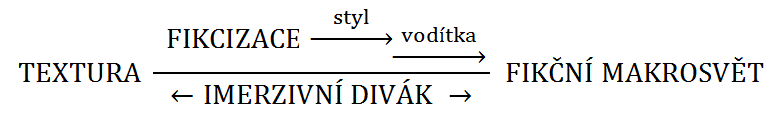 styl
FIKCIZACE → vodítka →
TEXTURA FIKČNÍ MAKROSVĚT
← IMERZIVNÍ DIVÁK →